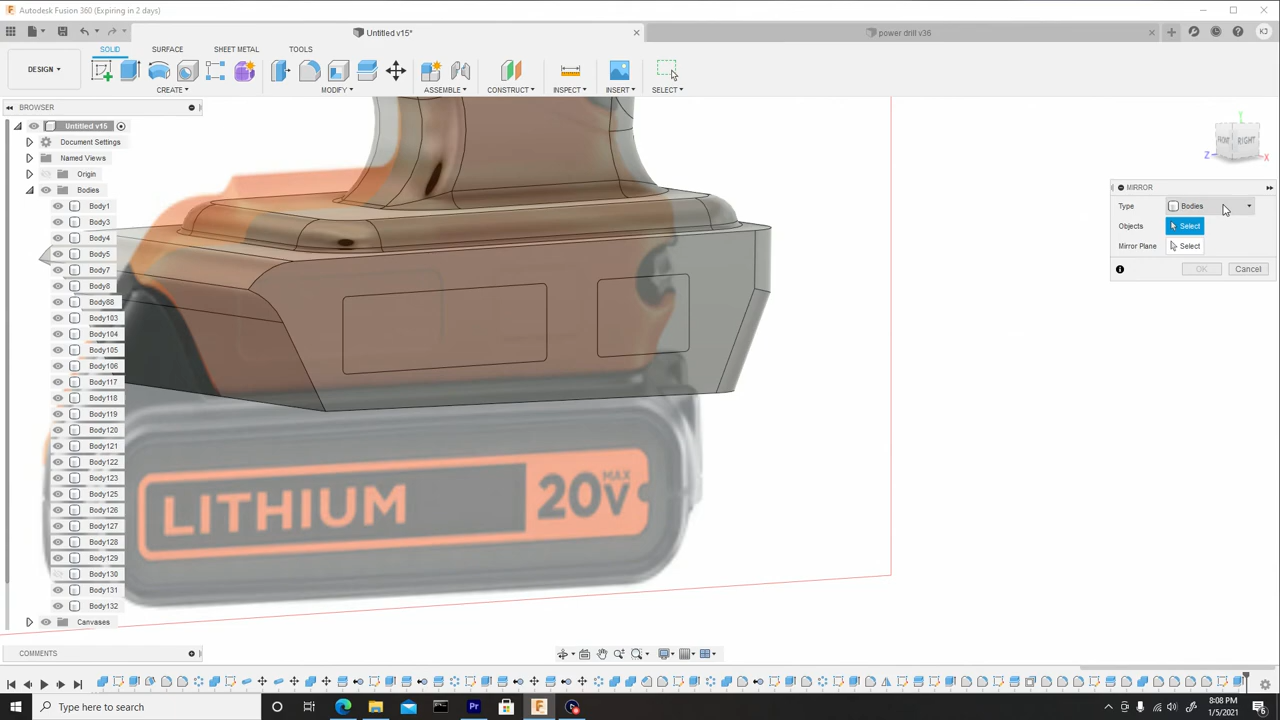 Autodesk Fusion 360 (Expiring in 2 days)
Untitled v15*
power drill v36
KJ
DESIGN
SOLID
SURFACE
SHEET METAL
TOOLS
CREATE
MODIFY
ASSEMBLE
CONSTRUCT
INSPECT
INSERT
SELECT
BROWSER
Untitled v15
Document Settings
Named Views
Origin
Bodies
Body1
Body3
Body4
Body5
Body7
Body8
Body88
Body103
Body104
Body105
Body106
Body117
Body118
Body119
Body120
Body121
Body122
Body123
Body125
Body126
Body127
Body128
Body129
Body130
Body131
Body132
Canvases
COMMENTS
LITHIUM
20V
MAX
Y
FRONT
RIGHT
Z
X
MIRROR
Type
Bodies
Objects
Select
Mirror Plane
Select
OK
Cancel
Type here to search
Pr
8:08 PM
1/5/2021